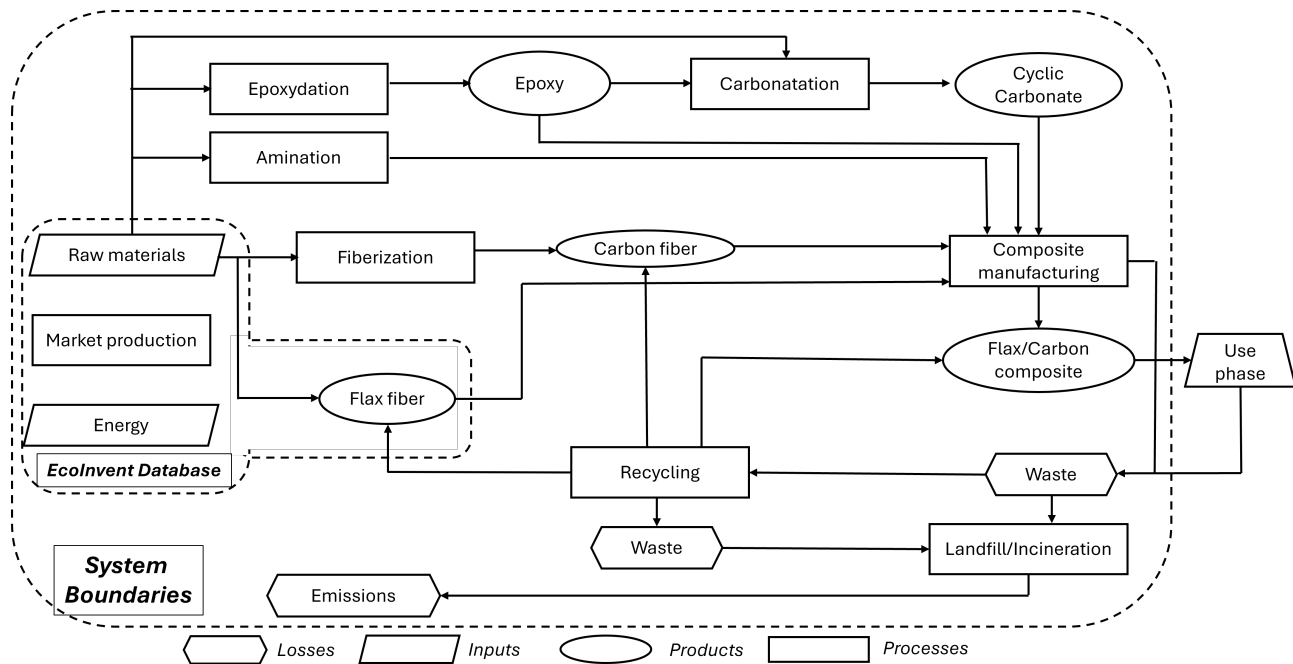 Epoxydation
Epoxy
Carbonatation
Cyclic
Carbonate
Amination
Raw materials
Fiberization
Carbon fiber
Composite
manufacturing
Market production
Flax fiber
Flax/Carbon
composite
Use
phase
Energy
EcoInvent Database
Recycling
Waste
Waste
Landfill/Incineration
System
Boundaries
Emissions
Losses
Inputs
Products
Processes